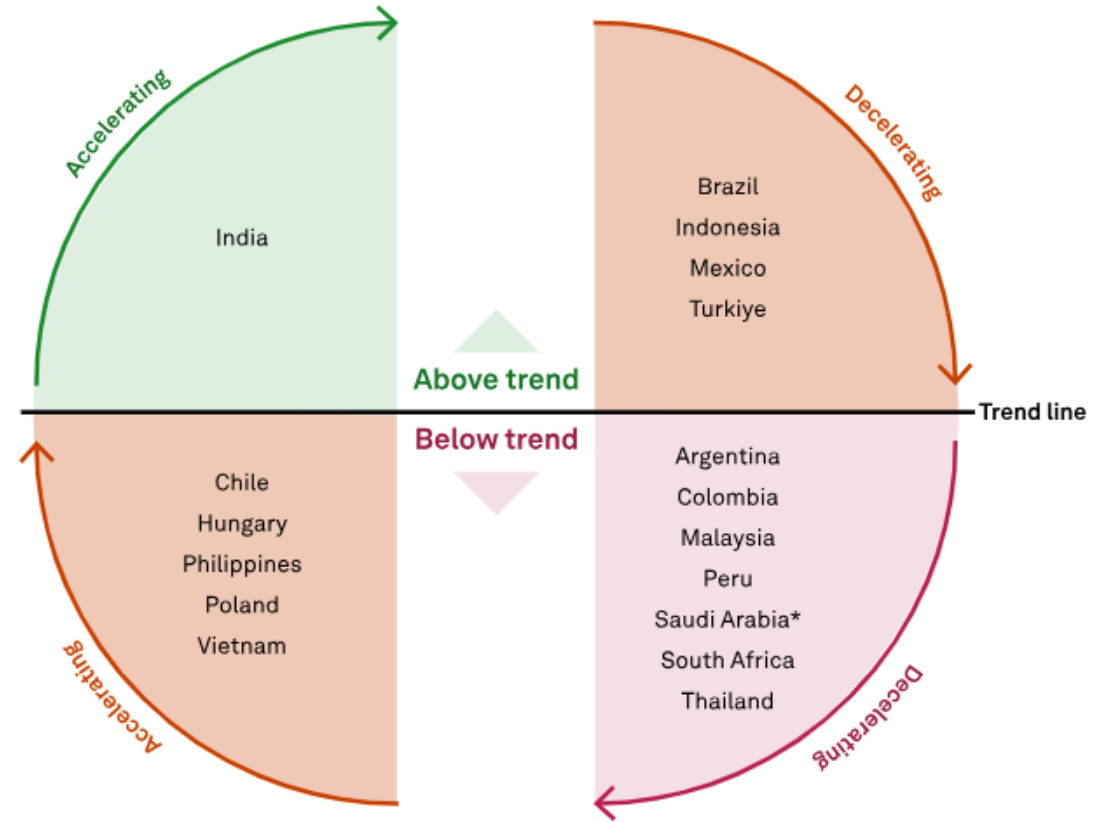 Accelerating
India
Decelerating
Brazil
Indonesia
Mexico
Turkiye
Above trend
Trend line
Below trend
Chile
Hungary
Philippines
Poland
Vietnam
Accelerating
Argentina
Colombia
Malaysia
Peru
Saudi Arabia*
South Africa
Thailand
Decelerating